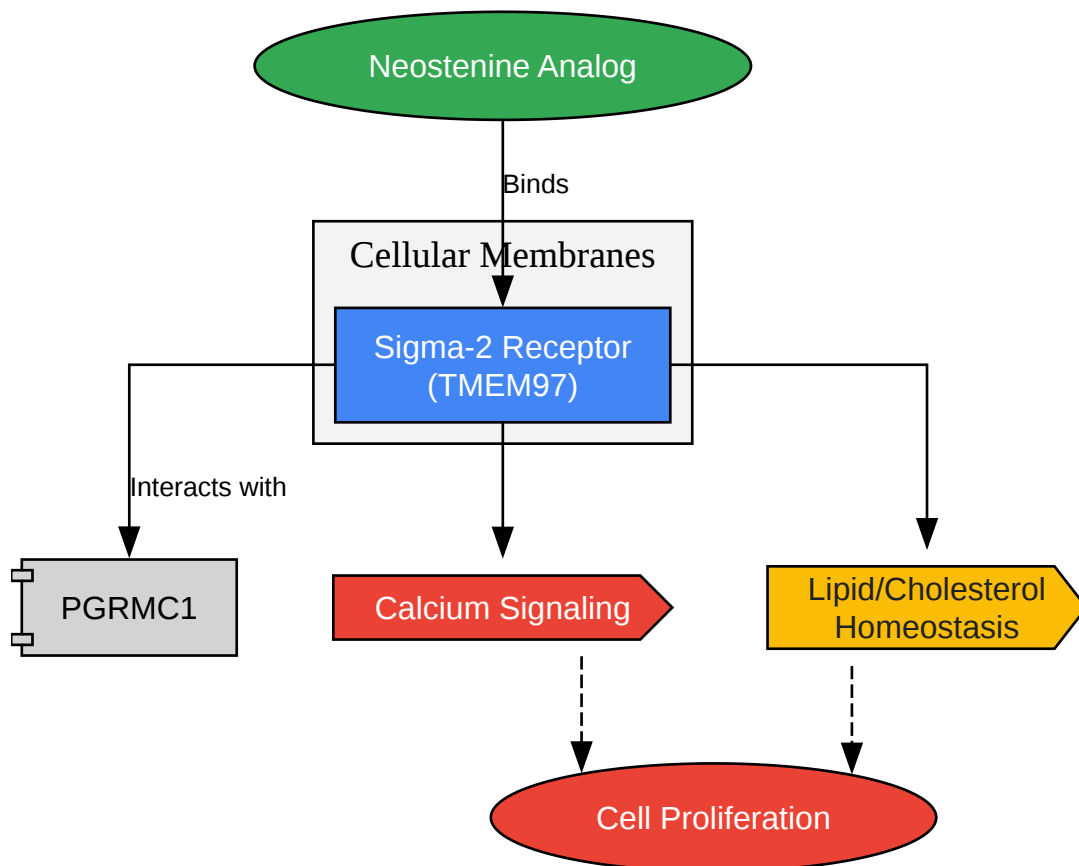 Neostenine Analog
Binds
Cellular Membranes
Sigma-2 Receptor
(TMEM97)
Interacts with
PGRMC1
Calcium Signaling
Lipid/Cholesterol
Homeostasis
Cell Proliferation